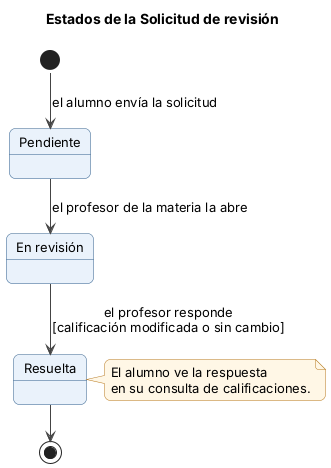 Estados de la Solicitud de revisión
el alumno envía la solicitud
Pendiente
el profesor de la materia la abre
En revisión
el profesor responde
[calificación modificada o sin cambio]
Resuelta
El alumno ve la respuesta
en su consulta de calificaciones.